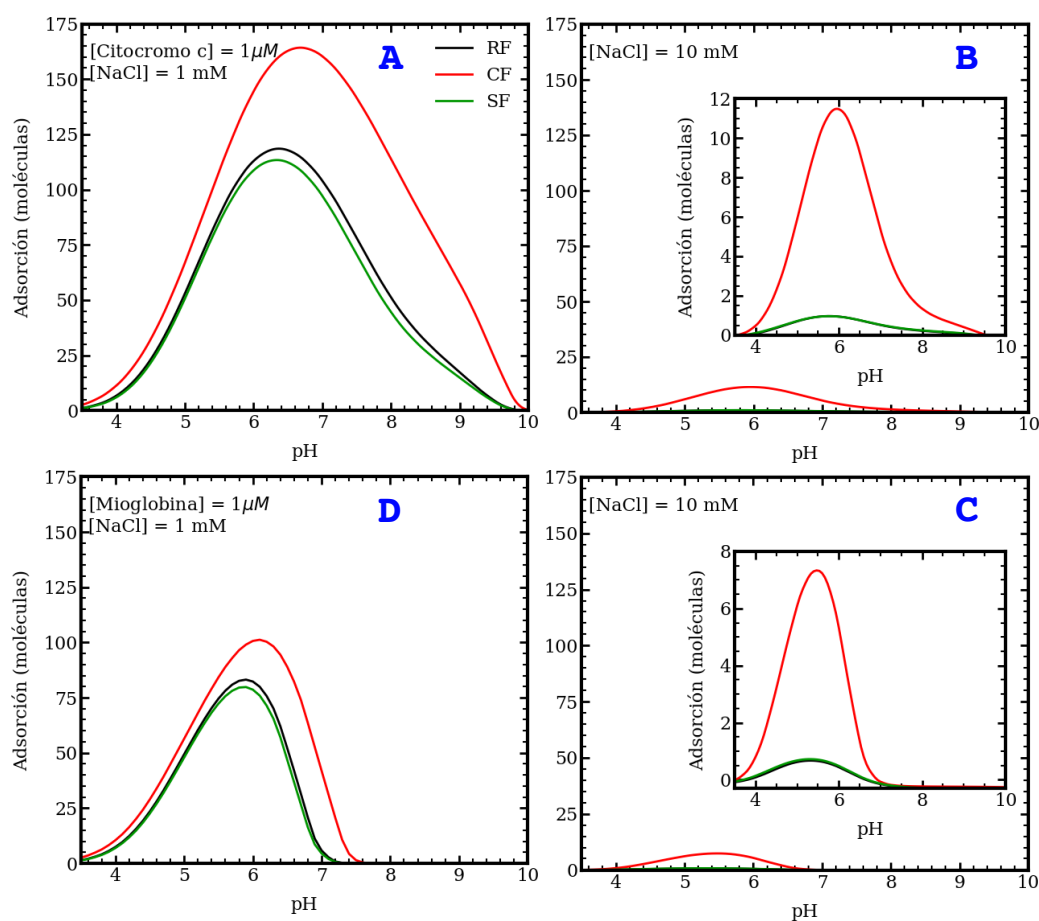 175
150
125
100
75
50
25
0
Adsorción (moléculas)
[Citocromo c] = 1μM
[NaCl] = 1 mM
A
RF
CF
SF
4 5 6 7 8 9 10
pH
175
150
125
100
75
50
25
0
[NaCl] = 10 mM
B
12
10
8
6
4
2
0
Adsorción (moléculas)
4 6 8 10
pH
4 5 6 7 8 9 10
pH
175
150
125
100
75
50
25
0
Adsorción (moléculas)
[Mioglobina] = 1μM
[NaCl] = 1 mM
D
4 5 6 7 8 9 10
pH
175
150
125
100
75
50
25
0
[NaCl] = 10 mM
C
8
6
4
2
0
Adsorción (moléculas)
4 6 8 10
pH
4 5 6 7 8 9 10
pH